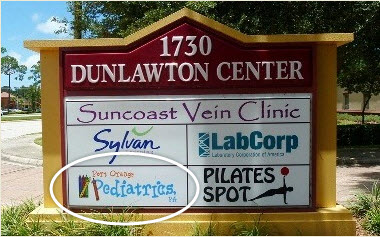 1730
DUNLAWTON CENTER
Suncoast Vein Clinic
Sylvan
LabCorp
Laboratory Corporation of America
Port Orange
Pediatrics, P.A.
PILATES
SPOT